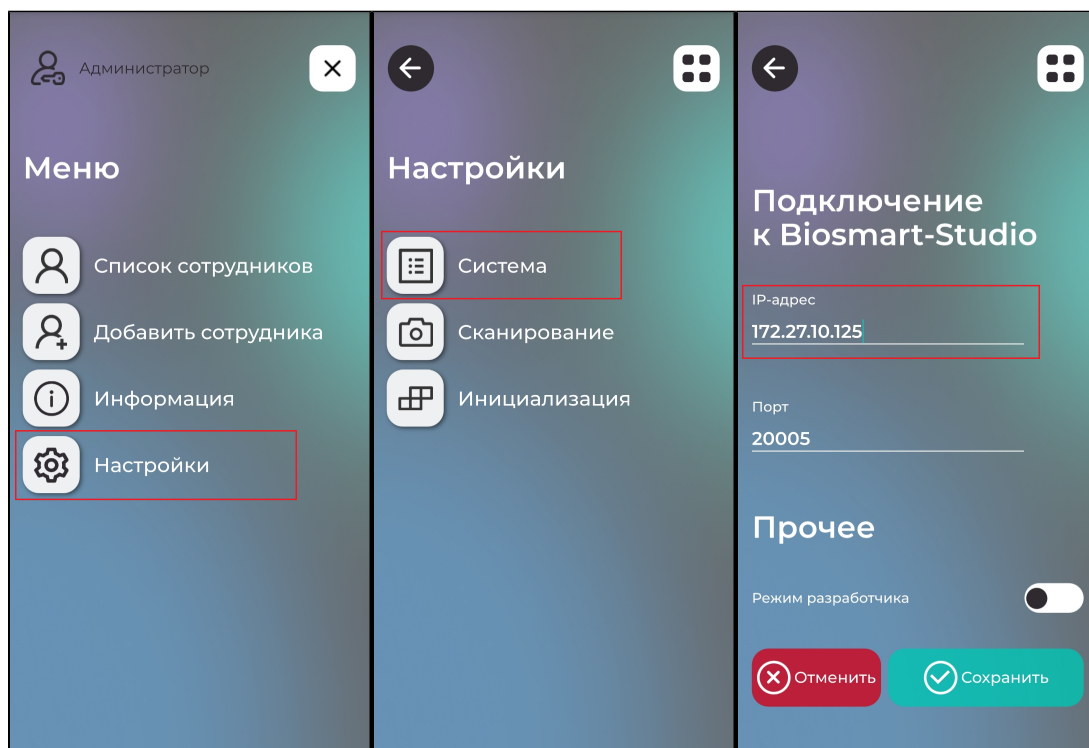 Администратор
Меню
Список сотрудников
Добавить сотрудника
Информация
Настройки
Настройки
Система
Сканирование
Инициализация
Подключение
к Biosmart-Studio
IP-адрес
172.27.10.125
Порт
20005
Прочее
Режим разработчика
Отменить
Сохранить